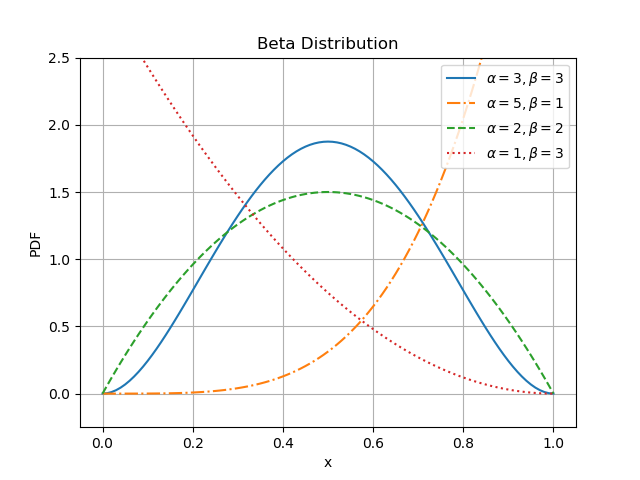 Beta Distribution
2.5
2.0
1.5
1.0
0.5
0.0
PDF
α = 3, β = 3
α = 5, β = 1
α = 2, β = 2
α = 1, β = 3
0.0 0.2 0.4 0.6 0.8 1.0
x